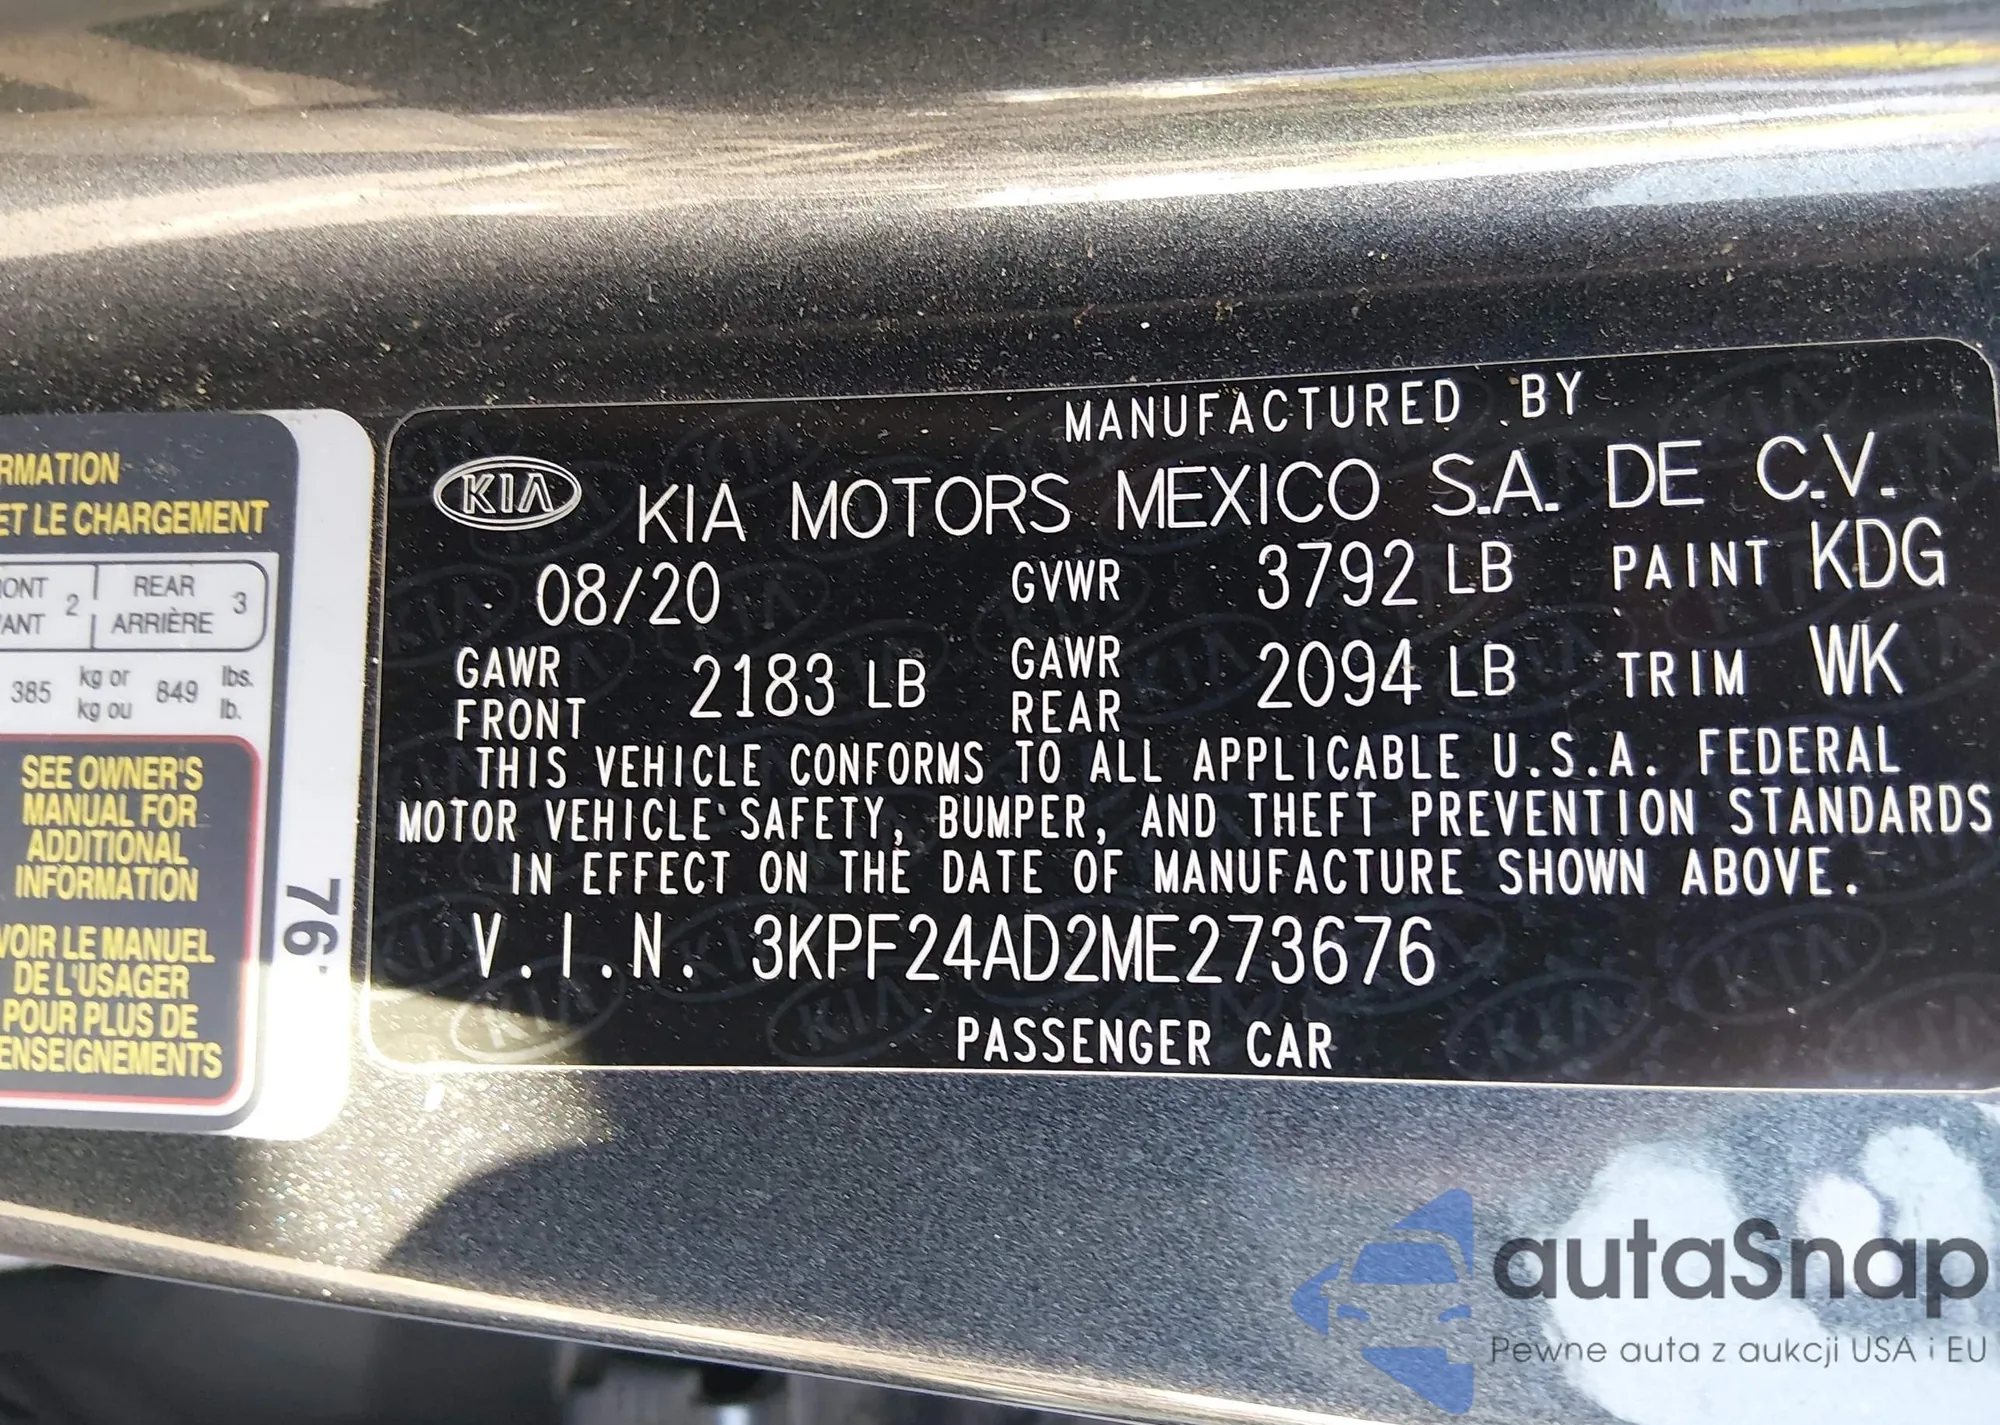 RMATION
ET LE CHARGEMENT
ONT 2 REAR 3
ANT ARRIÈRE
385 kg or 849 lbs.
kg ou lb.
SEE OWNER'S
MANUAL FOR
ADDITIONAL
INFORMATION
VOIR LE MANUEL
DE L'USAGER
POUR PLUS DE
ENSEIGNEMENTS
76
MANUFACTURED BY
KIA KIA MOTORS MEXICO S.A. DE C.V.
08/20 GVWR 3792 LB PAINT KDG
GAWR FRONT 2183 LB GAWR REAR 2094 LB TRIM WK
THIS VEHICLE CONFORMS TO ALL APPLICABLE U.S.A. FEDERAL
MOTOR VEHICLE SAFETY, BUMPER, AND THEFT PREVENTION STANDARDS
IN EFFECT ON THE DATE OF MANUFACTURE SHOWN ABOVE.
V.I.N. 3KPF24AD2ME273676
PASSENGER CAR
autaSnap
Pewne auta z aukcji USA i EU